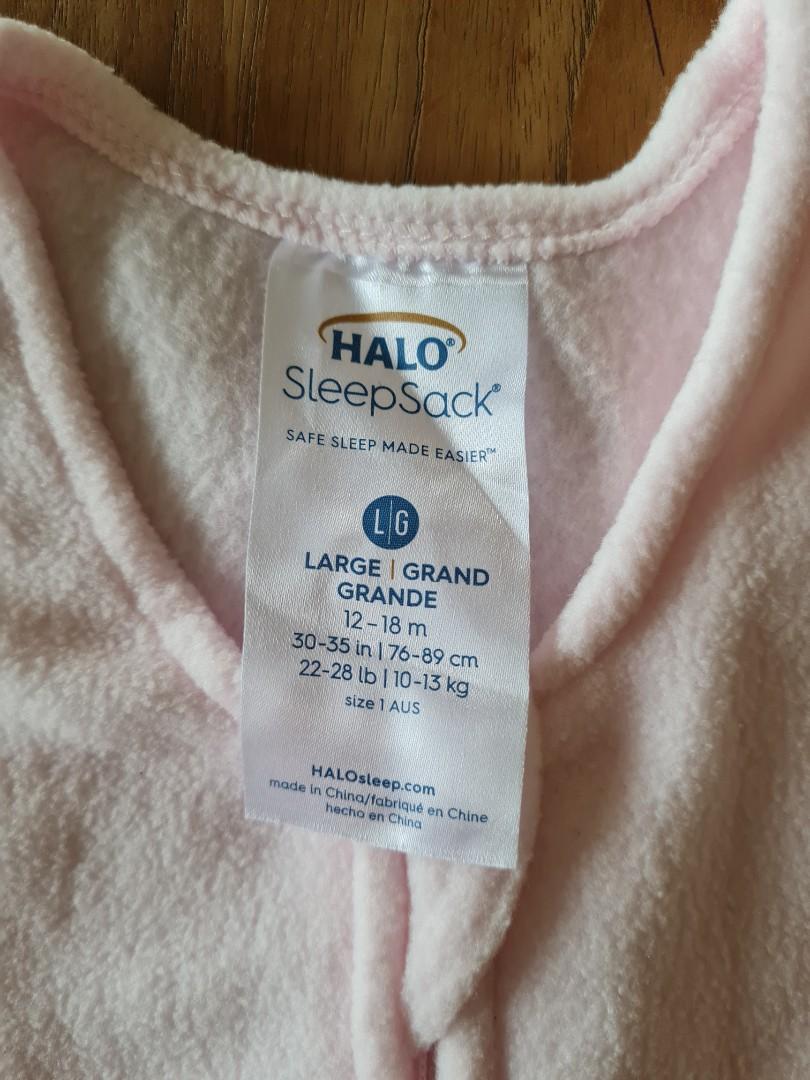 HALO®
SleepSack®
SAFE SLEEP MADE EASIER™
L|G
LARGE | GRAND
GRANDE
12-18 m
30-35 in | 76-89 cm
22-28 lb | 10-13 kg
size 1 AUS
HALOsleep.com
made in China/fabriqué en Chine
hecho en China